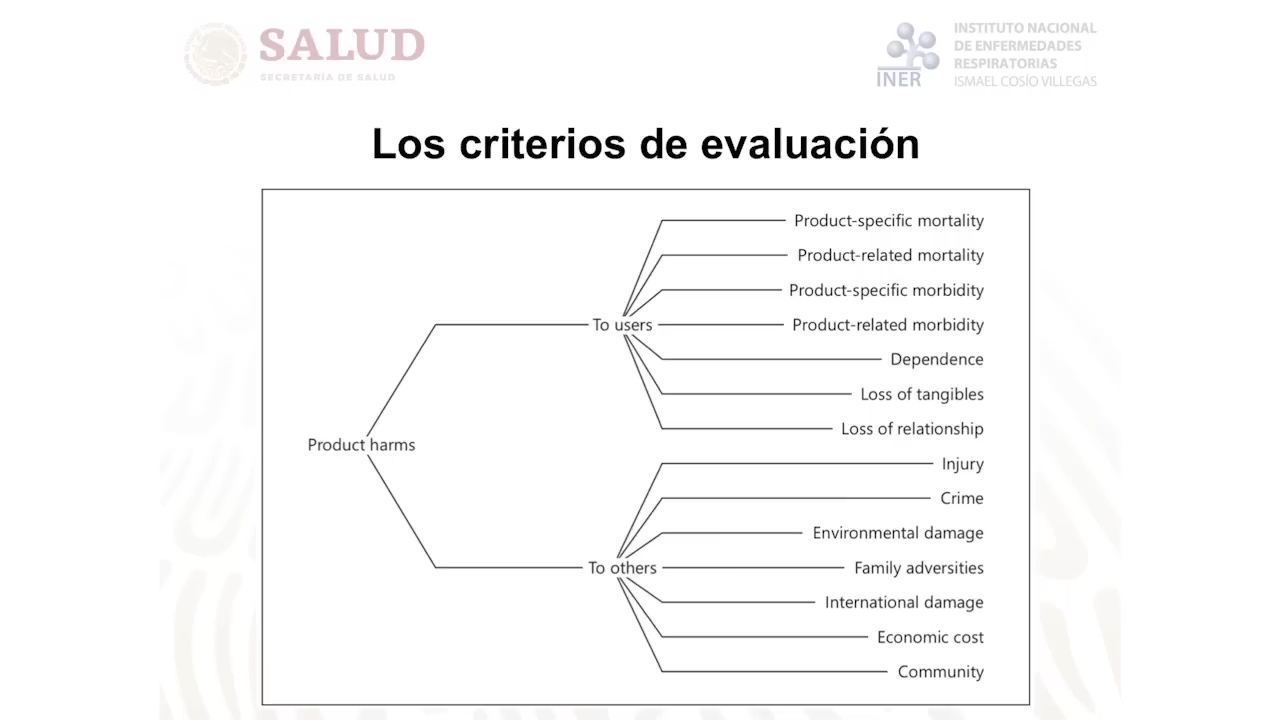 SALUD
SECRETARÍA DE SALUD
INER
INSTITUTO NACIONAL
DE ENFERMEDADES
RESPIRATORIAS
ISMAEL COSÍO VILLEGAS
Los criterios de evaluación
Product harms
To users
Product-specific mortality
Product-related mortality
Product-specific morbidity
Product-related morbidity
Dependence
Loss of tangibles
Loss of relationship
To others
Injury
Crime
Environmental damage
Family adversities
International damage
Economic cost
Community